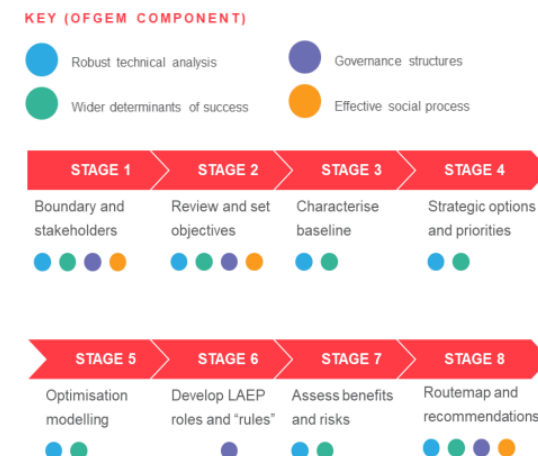 KEY (OFGEM COMPONENT)
Robust technical analysis
Governance structures
Wider determinants of success
Effective social process
STAGE 1
STAGE 2
STAGE 3
STAGE 4
Boundary and
stakeholders
Review and set
objectives
Characterise
baseline
Strategic options
and priorities
STAGE 5
STAGE 6
STAGE 7
STAGE 8
Optimisation
modelling
Develop LAEP
roles and “rules”
Assess benefits
and risks
Routemap and
recommendations